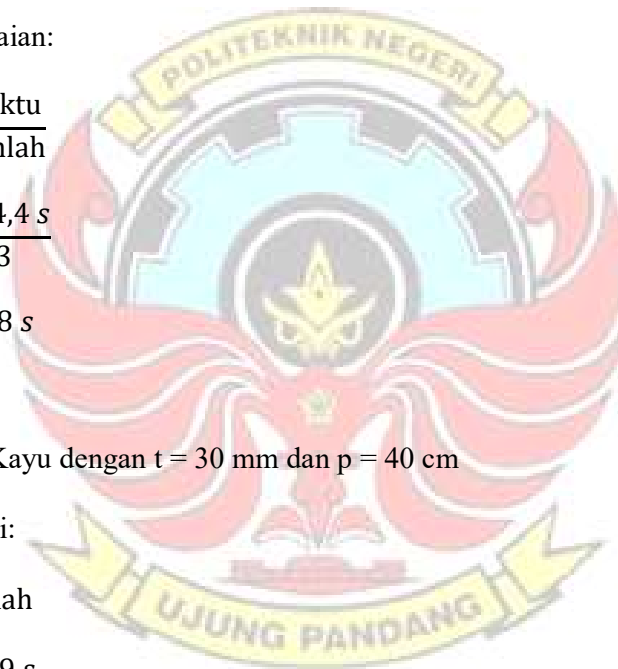 POLITEKNIK NEGERI
aian:
ktu
nlah
4,4 s
3
8 s
Kayu dengan t = 30 mm dan p = 40 cm
i:
ah
9 s
UJUNG PANDANG